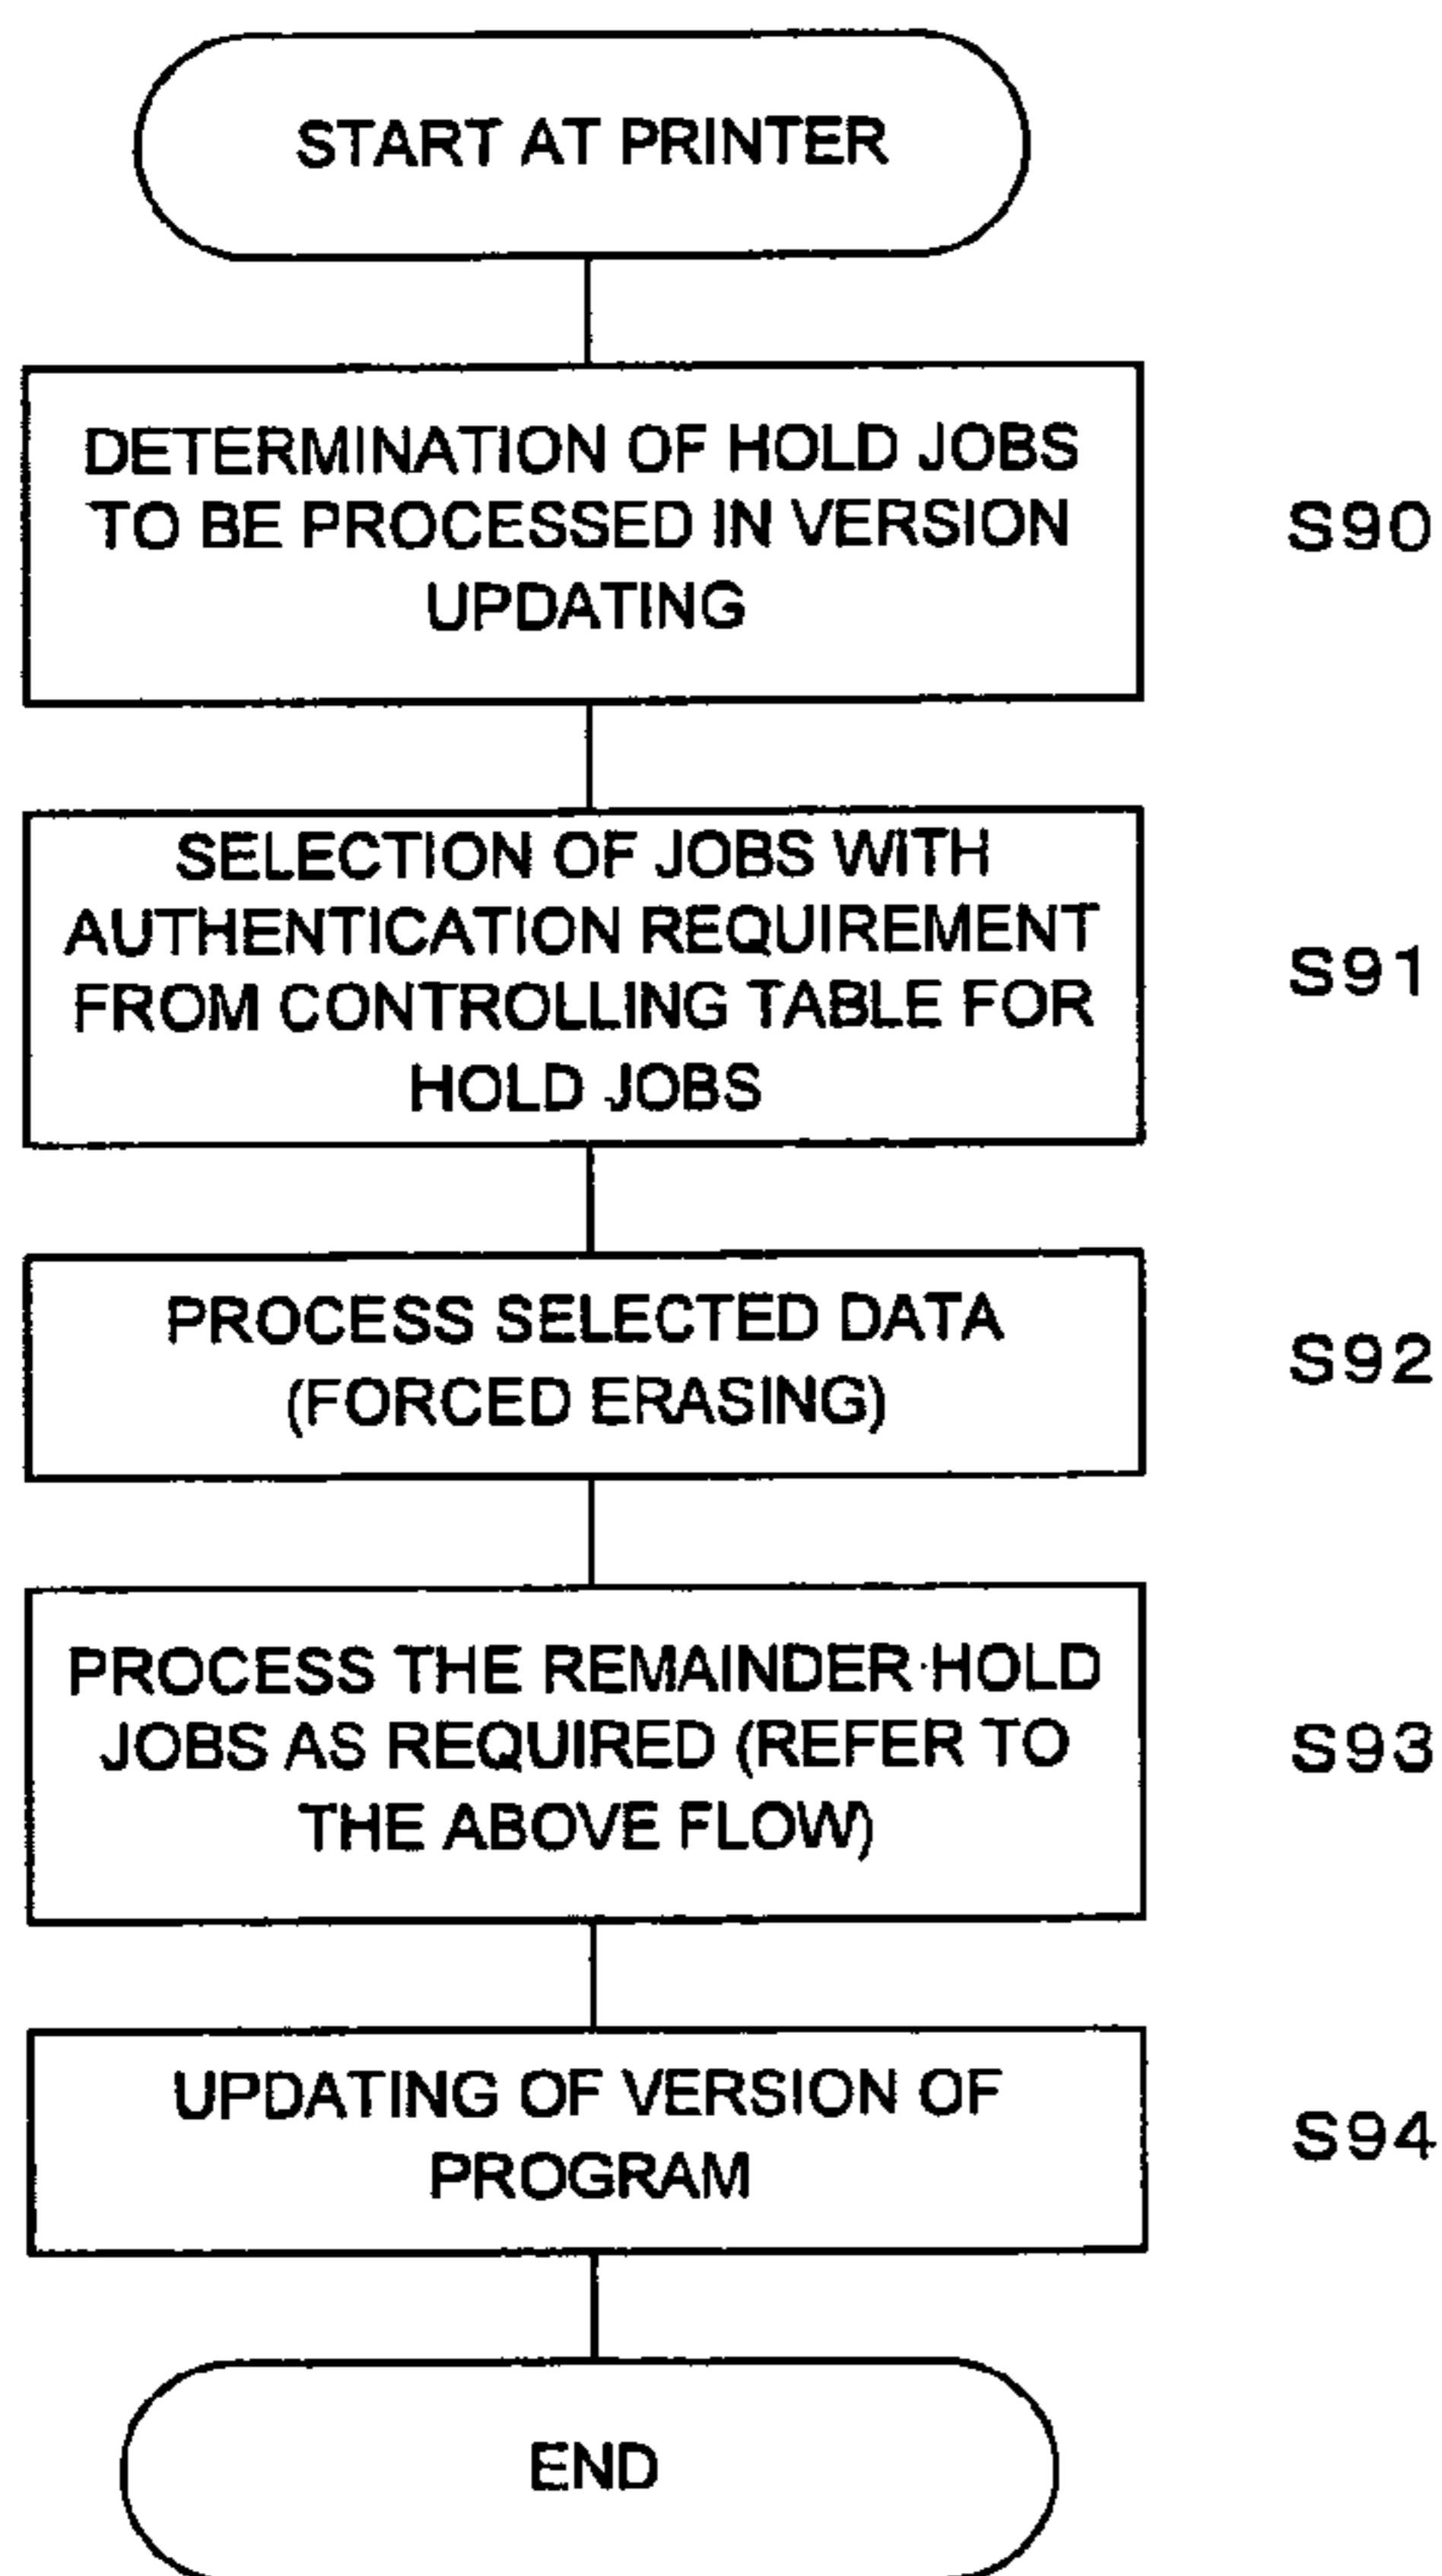 START AT PRINTER
DETERMINATION OF HOLD JOBS
TO BE PROCESSED IN VERSION
UPDATING
S90
SELECTION OF JOBS WITH
AUTHENTICATION REQUIREMENT
FROM CONTROLLING TABLE FOR
HOLD JOBS
S91
PROCESS SELECTED DATA
(FORCED ERASING)
S92
PROCESS THE REMAINDER HOLD
JOBS AS REQUIRED (REFER TO
THE ABOVE FLOW)
S93
UPDATING OF VERSION OF
PROGRAM
S94
END